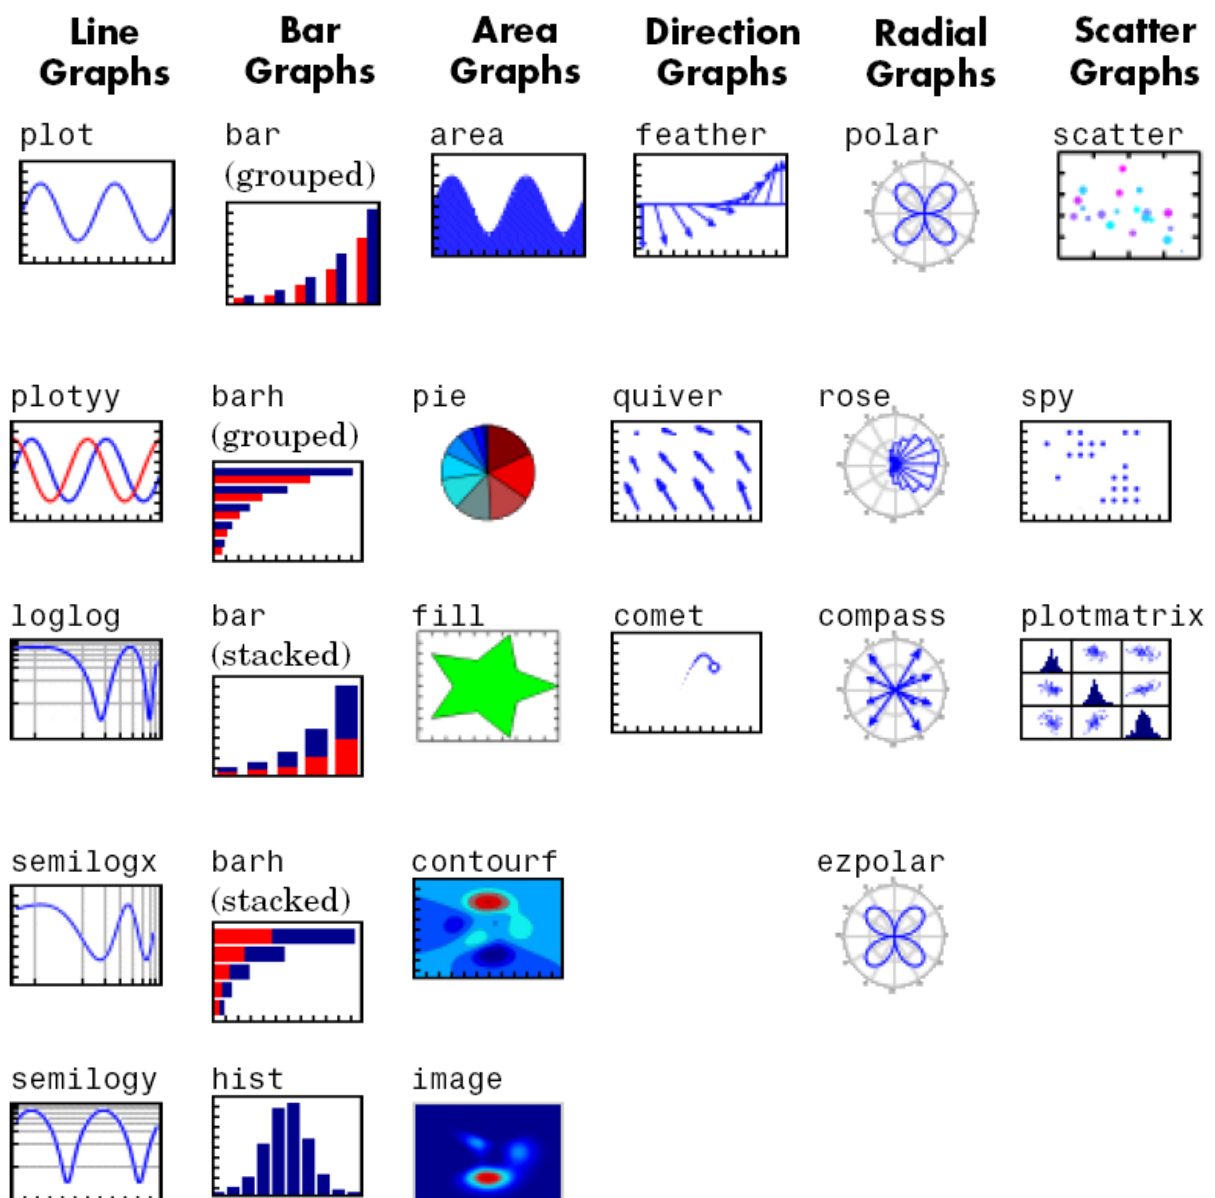 Line Graphs
Bar Graphs
Area Graphs
Direction Graphs
Radial Graphs
Scatter Graphs
plot
bar
(grouped)
area
feather
polar
scatter
plotyy
barh
(grouped)
pie
quiver
rose
spy
loglog
bar
(stacked)
fill
comet
compass
plotmatrix
semilogx
barh
(stacked)
contourf
ezpolar
semilogy
hist
image